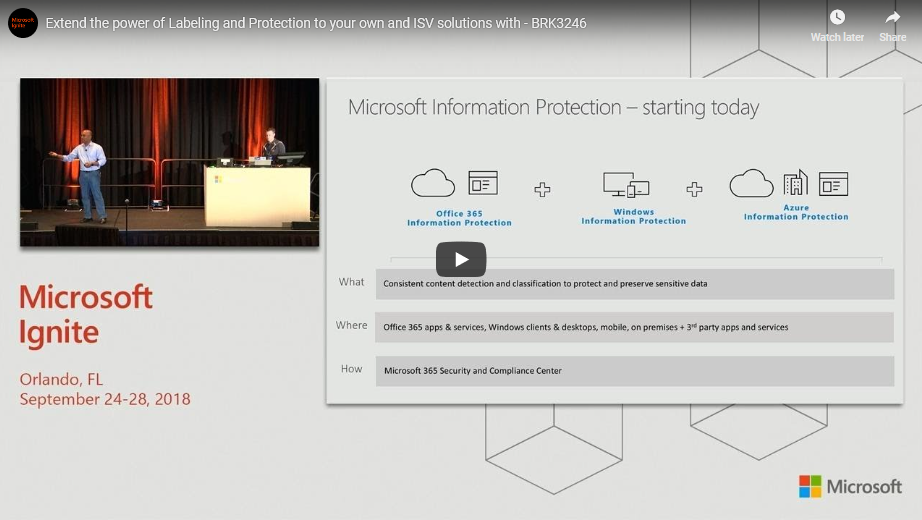 Microsoft
Ignite
Extend the power of Labeling and Protection to your own and ISV solutions with - BRK3246
Watch later
Share
Microsoft Information Protection – starting today
Office 365
Information Protection
Windows
Information Protection
Azure
Information Protection
What
Consistent content detection and classification to protect and preserve sensitive data
Where
Office 365 apps & services, Windows clients & desktops, mobile, on premises + 3rd party apps and services
How
Microsoft 365 Security and Compliance Center
Microsoft
Ignite
Orlando, FL
September 24-28, 2018
Microsoft